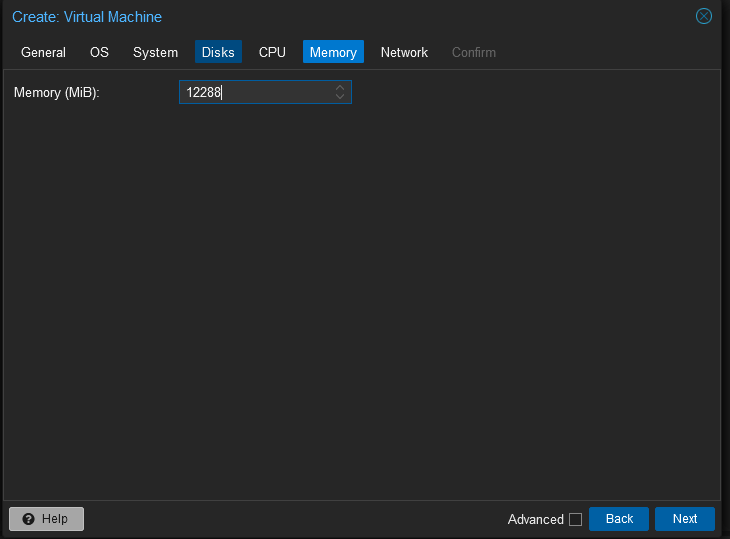 Create: Virtual Machine
General OS System Disks CPU Memory Network Confirm
Memory (MiB): 12288
Help Advanced Back Next